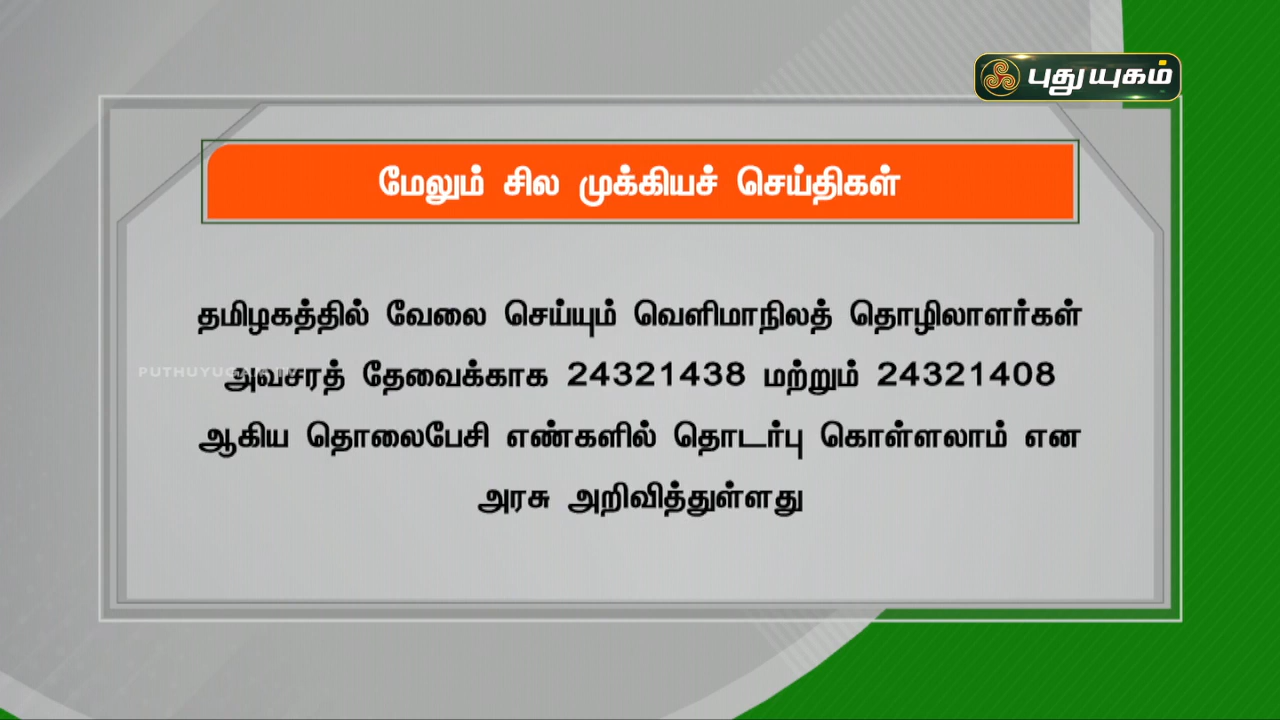 புதுயுகம்
மேலும் சில முக்கியச் செய்திகள்
தமிழகத்தில் வேலை செய்யும் வெளிமாநிலத் தொழிலாளர்கள்
அவசரத் தேவைக்காக 24321438 மற்றும் 24321408
ஆகிய தொலைபேசி எண்களில் தொடர்பு கொள்ளலாம் என
அரசு அறிவித்துள்ளது